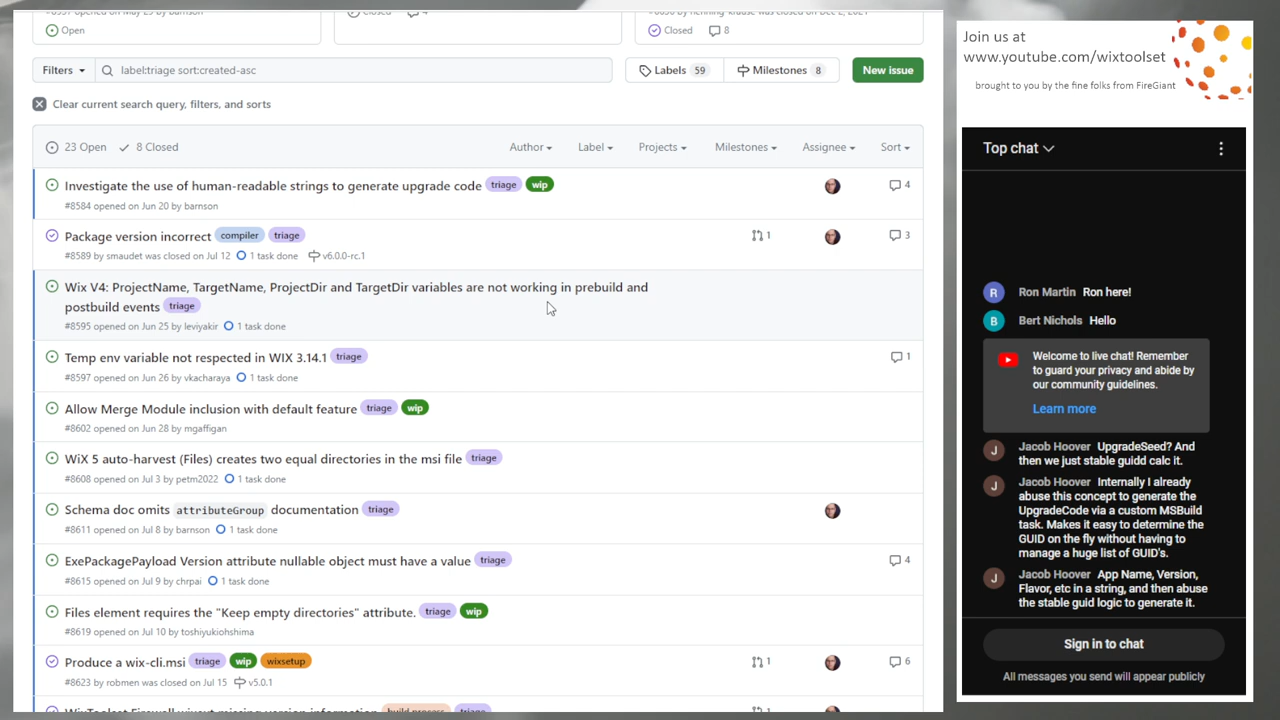 Open
Closed
Closed 8
Join us at
www.youtube.com/wixtoolset
brought to you by the fine folks from FireGiant
Filters label:triage sort:created-asc Labels 59 Milestones 8 New issue
Clear current search query, filters, and sorts
23 Open 8 Closed Author Label Projects Milestones Assignee Sort
Investigate the use of human-readable strings to generate upgrade code triage wip 4
#8584 opened on Jun 20 by barnson
Package version incorrect compiler triage 1 3
#8589 by smaudet was closed on Jul 12 1 task done v6.0.0-rc.1
Wix V4: ProjectName, TargetName, ProjectDir and TargetDir variables are not working in prebuild and
postbuild events triage
#8595 opened on Jun 25 by leviyakir 1 task done
Temp env variable not respected in WIX 3.14.1 triage 1
#8597 opened on Jun 26 by vkacharaya 1 task done
Allow Merge Module inclusion with default feature triage wip
#8602 opened on Jun 28 by mgaffigan
WiX 5 auto-harvest (Files) creates two equal directories in the msi file triage
#8608 opened on Jul 3 by petm2022 1 task done
Schema doc omits attributeGroup documentation triage
#8611 opened on Jul 8 by barnson 1 task done
ExePackagePayload Version attribute nullable object must have a value triage 4
#8615 opened on Jul 9 by chrpai 1 task done
Files element requires the "Keep empty directories" attribute. triage wip
#8619 opened on Jul 10 by toshiyukiohshima
Produce a wix-cli.msi triage wip wixsetup 1 6
#8623 by robmen was closed on Jul 15 v5.0.1
Top chat
R Ron Martin Ron here!
B Bert Nichols Hello
Welcome to live chat! Remember
to guard your privacy and abide by
our community guidelines.
Learn more
J Jacob Hoover UpgradeSeed? And
then we just stable guidd calc it.
J Jacob Hoover Internally I already
abuse this concept to generate the
UpgradeCode via a custom MSBuild
task. Makes it easy to determine the
GUID on the fly without having to
manage a huge list of GUID's.
J Jacob Hoover App Name, Version,
Flavor, etc in a string, and then abuse
the stable guid logic to generate it.
Sign in to chat
All messages you send will appear publicly